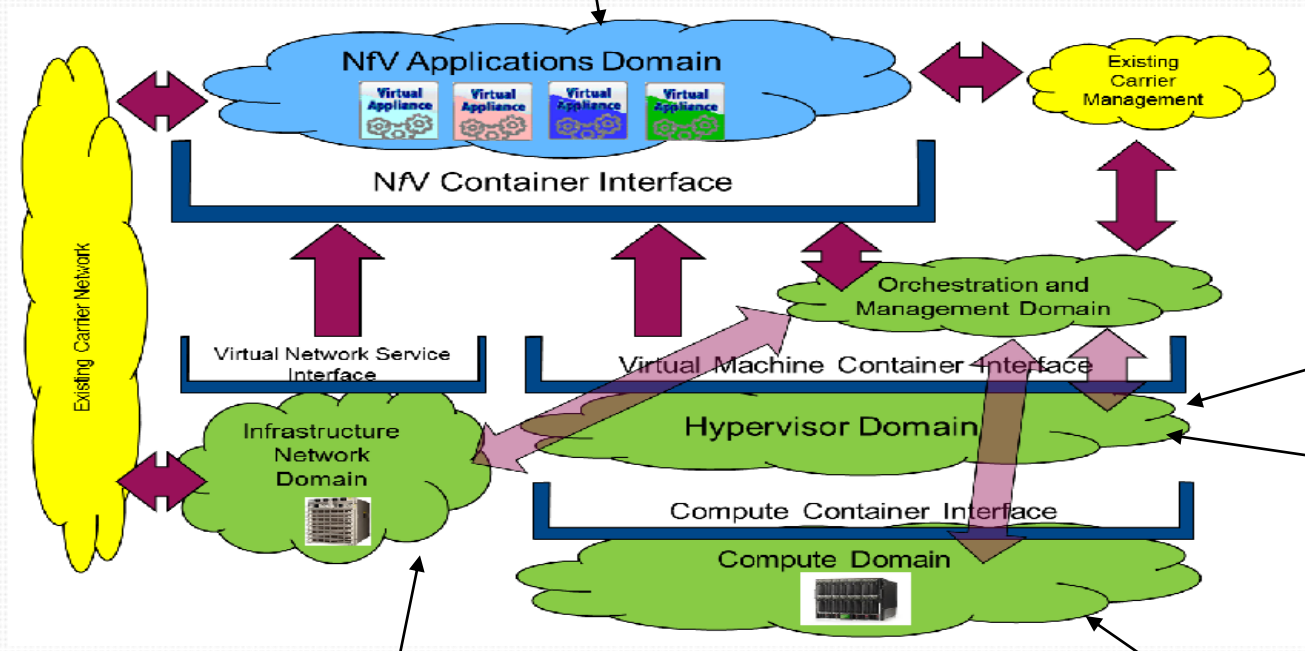 NfV Applications Domain
Virtual
Appliance
Virtual
Appliance
Virtual
Appliance
Virtual
Appliance
Existing
Carrier
Management
NfV Container Interface
Existing Carrier Network
Orchestration and
Management Domain
Virtual Network Service
Interface
Virtual Machine Container Interface
Infrastructure
Network
Domain
Hypervisor Domain
Compute Container Interface
Compute Domain